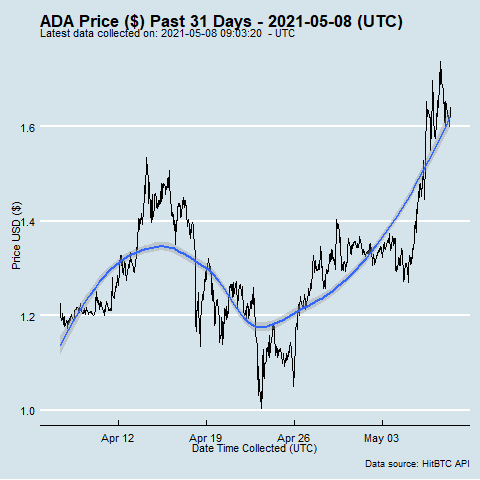 ADA Price ($) Past 31 Days - 2021-05-08 (UTC)
Latest data collected on: 2021-05-08 09:03:20 - UTC
1.6
1.4
1.2
1.0
Price USD ($)
Apr 12
Apr 19
Apr 26
May 03
Date Time Collected (UTC)
Data source: HitBTC API